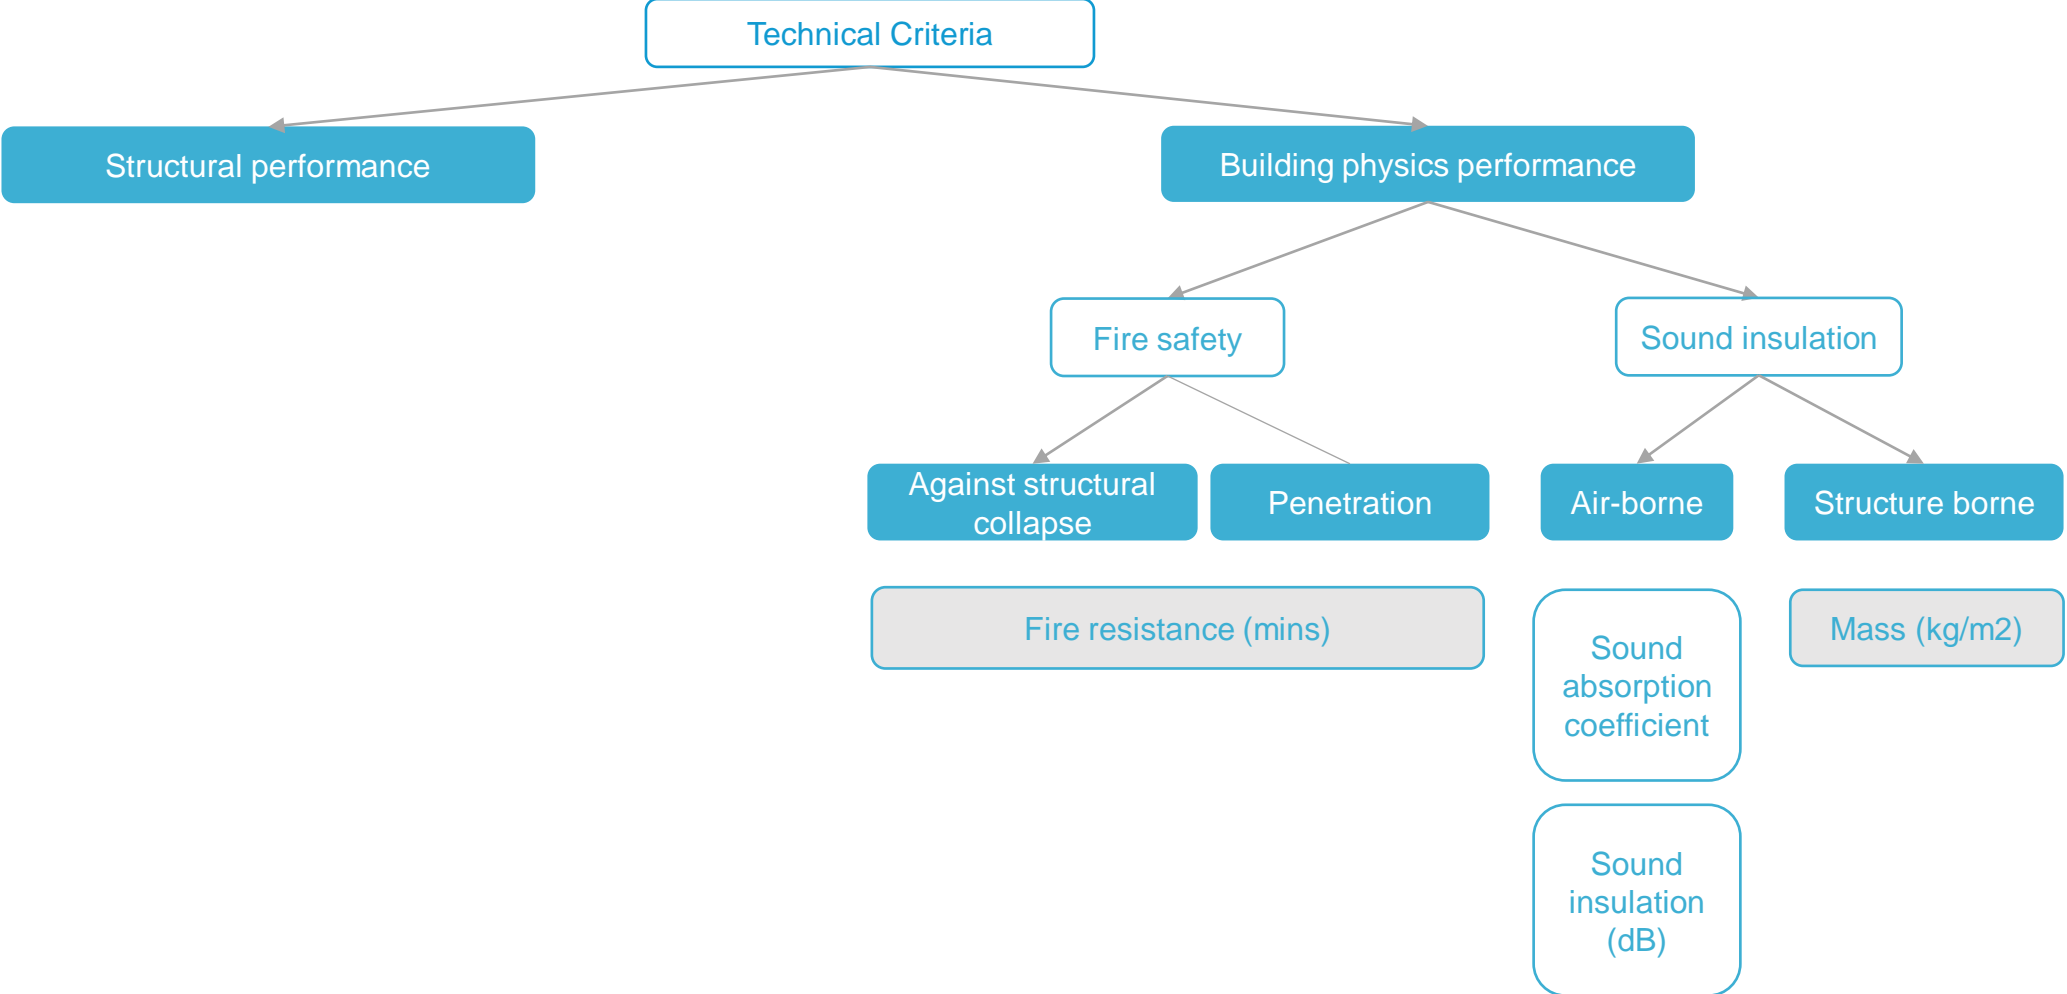 Technical Criteria
Structural performance
Building physics performance
Fire safety
Sound insulation
Against structural
collapse
Penetration
Air-borne
Structure borne
Fire resistance (mins)
Sound
absorption
coefficient
Mass (kg/m2)
Sound
insulation
(dB)